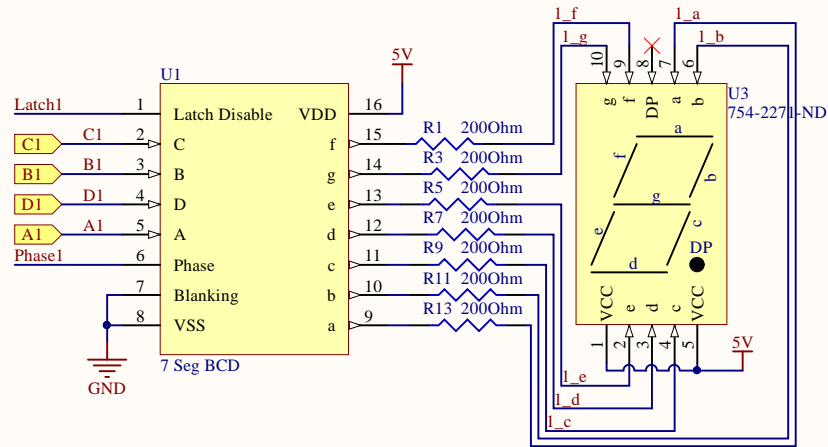 1_f
1_a
1_g
1_b
5V
10
9
8
7
6
U1
U3
754-2271-ND
g
f
DP
a
b
Latch1
1
Latch Disable
VDD
16
C1
C1
2
C
f
15
R1
200Ohm
B1
B1
3
B
g
14
R3
200Ohm
D1
D1
4
D
e
13
R5
200Ohm
A1
A1
5
A
d
12
R7
200Ohm
Phase1
6
Phase
c
11
R9
200Ohm
7
Blanking
b
10
R11
200Ohm
8
VSS
a
9
R13
200Ohm
7 Seg BCD
GND
a
f
b
g
e
c
d
DP
VCC
e
d
c
VCC
1
2
3
4
5
5V
1_e
1_d
1_c